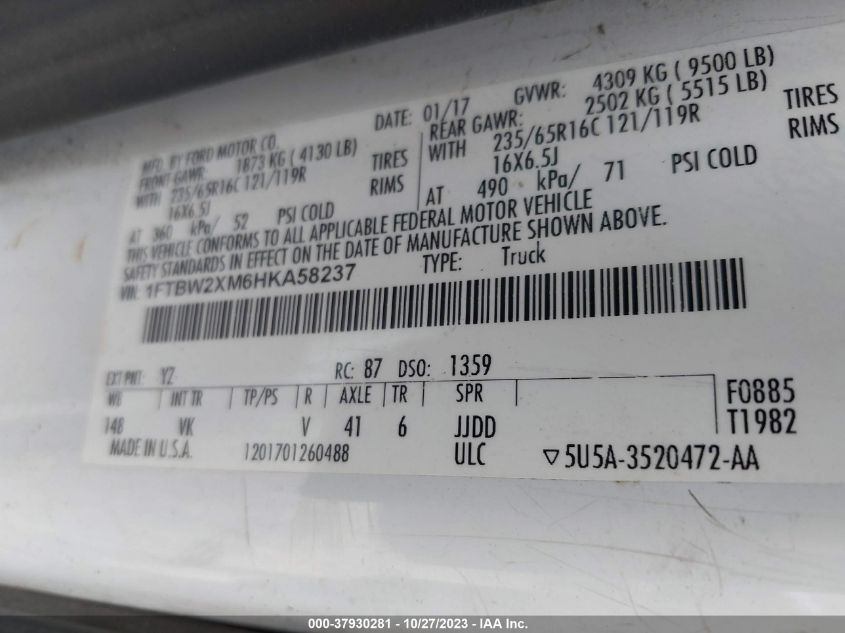 MFD. BY FORD MOTOR CO. DATE: 01/17 GVWR: 4309 KG ( 9500 LB)
FRONT GAWR: 1873 KG ( 4130 LB) REAR GAWR: 2502 KG ( 5515 LB)
WITH 235/65R16C 121/119R TIRES WITH 235/65R16C 121/119R TIRES
16X6.5J RIMS 16X6.5J RIMS
AT 360 kPa/ 52 PSI COLD AT 490 kPa/ 71 PSI COLD
THIS VEHICLE CONFORMS TO ALL APPLICABLE FEDERAL MOTOR VEHICLE
SAFETY STANDARDS IN EFFECT ON THE DATE OF MANUFACTURE SHOWN ABOVE.
VIN: 1FTBW2XM6HKA58237 TYPE: Truck
EXT PNT: YZ RC: 87 DSO: 1359
WB INT TR TP/PS R AXLE TR SPR F0885
148 VK V 41 6 JJDD T1982
MADE IN U.S.A. 1201701260488 ULC ▽5U5A-3520472-AA
000-37930281 - 10/27/2023 - IAA Inc.